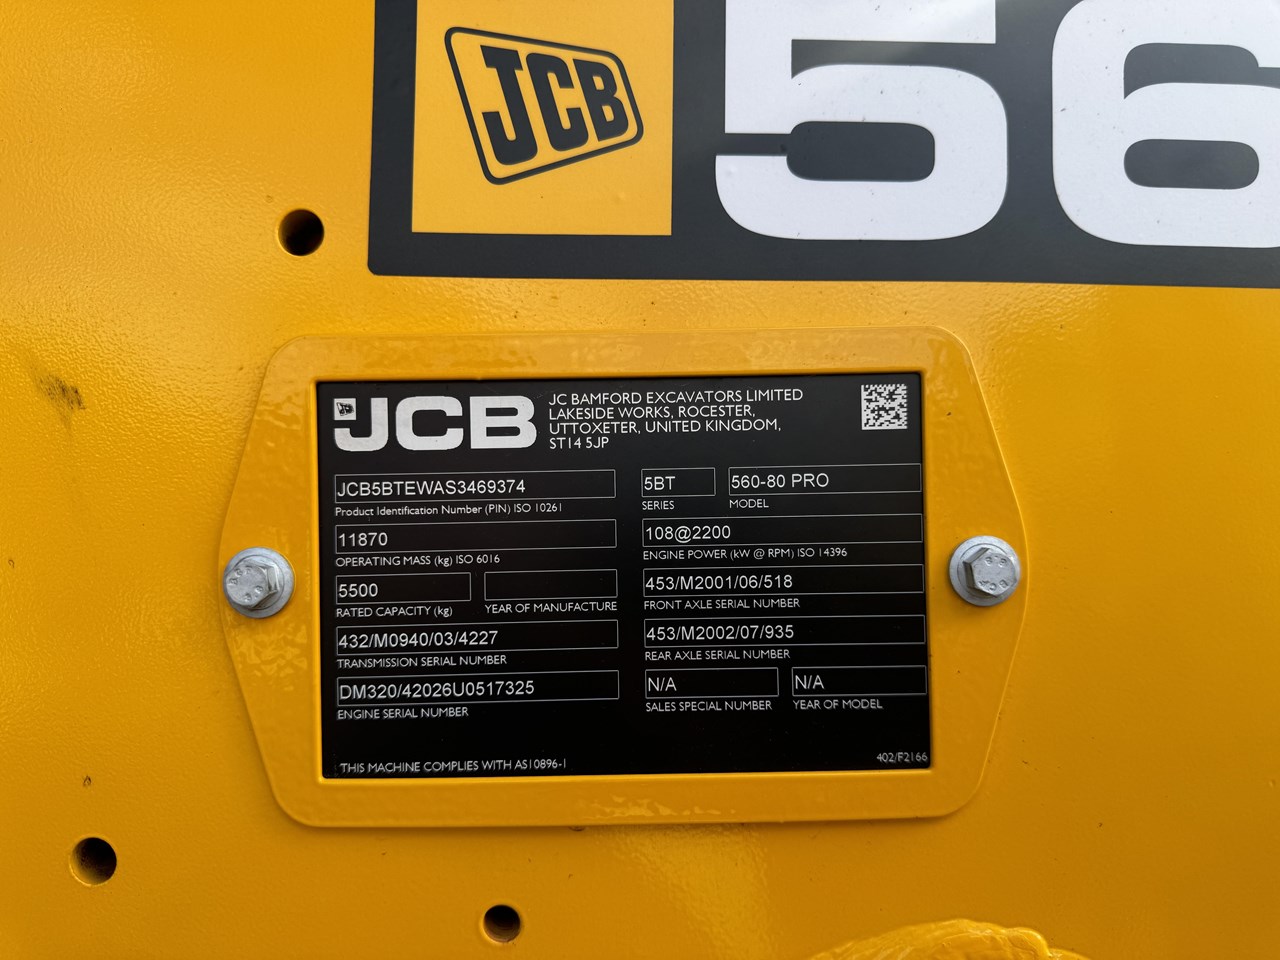 JCB
56
JCB
JC BAMFORD EXCAVATORS LIMITED
LAKESIDE WORKS, ROCESTER,
UTTOXETER, UNITED KINGDOM,
ST14 5JP
JCB5BTEWAS3469374
Product Identification Number (PIN) ISO 10261
5BT
SERIES
560-80 PRO
MODEL
11870
OPERATING MASS (kg) ISO 6016
108@2200
ENGINE POWER (kW @ RPM) ISO 14396
5500
RATED CAPACITY (kg)
YEAR OF MANUFACTURE
453/M2001/06/518
FRONT AXLE SERIAL NUMBER
432/M0940/03/4227
TRANSMISSION SERIAL NUMBER
453/M2002/07/935
REAR AXLE SERIAL NUMBER
DM320/42026U0517325
ENGINE SERIAL NUMBER
N/A
SALES SPECIAL NUMBER
N/A
YEAR OF MODEL
THIS MACHINE COMPLIES WITH AS10896-1
402/F2166